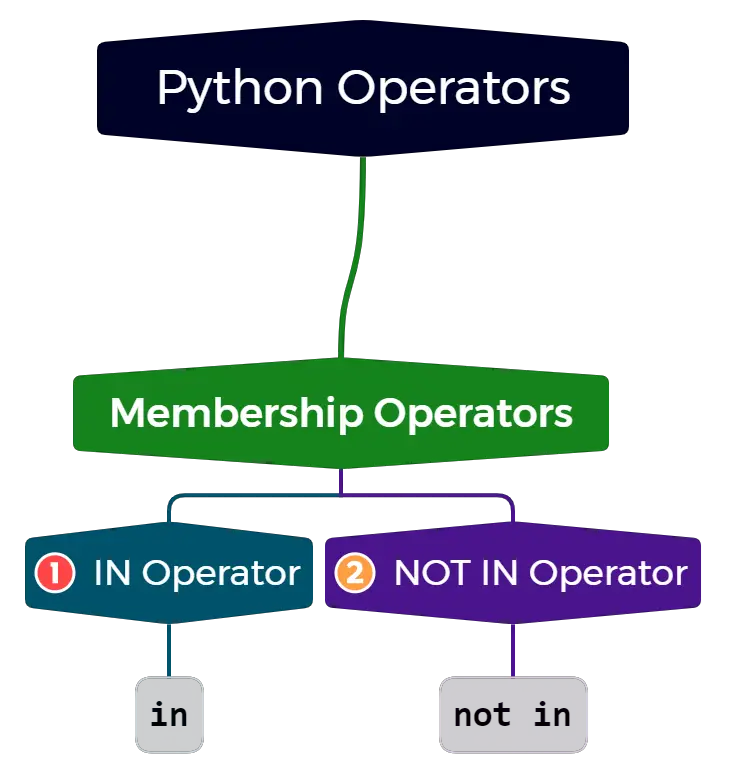 Python Operators
Membership Operators
1 IN Operator
2 NOT IN Operator
in
not in